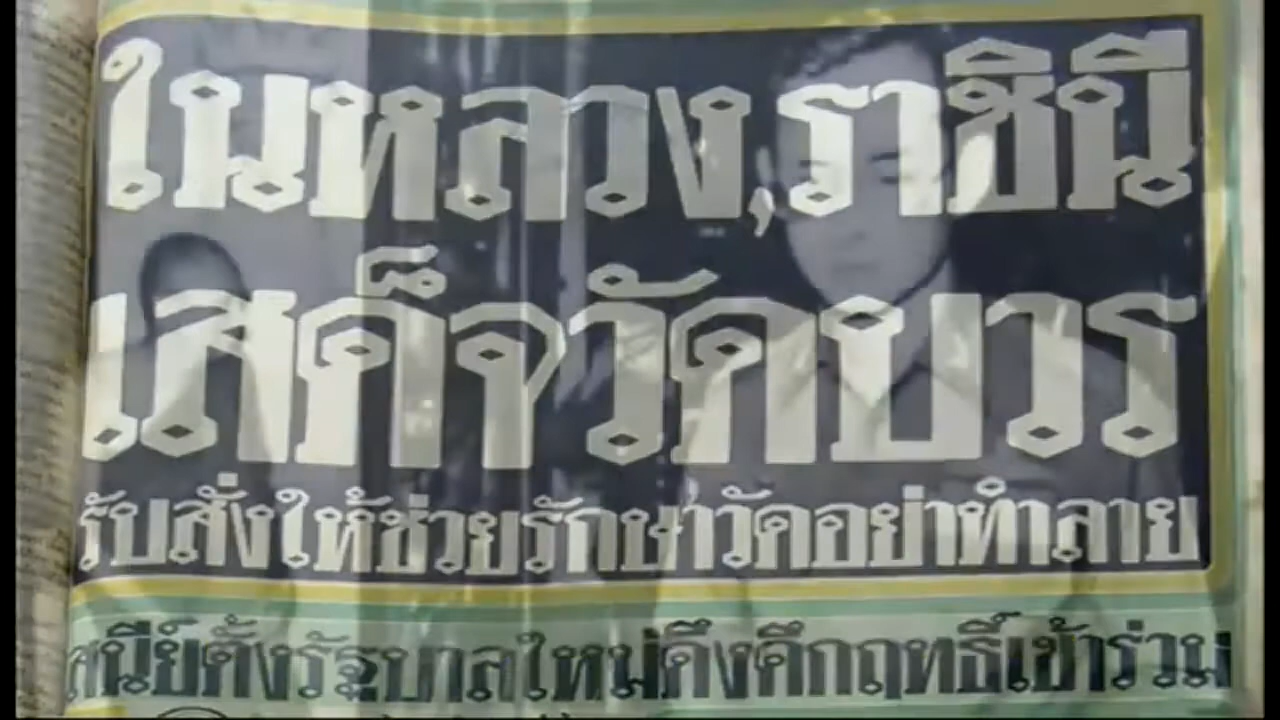 ในหลวง,ราชินี
เสด็จวัดบวร
รับสั่งให้ช่วยรักษาวัดอย่าทำลาย
เสนีย์ตั้งรัฐบาลใหม่ดึงคึกฤทธิ์เข้าร่วม